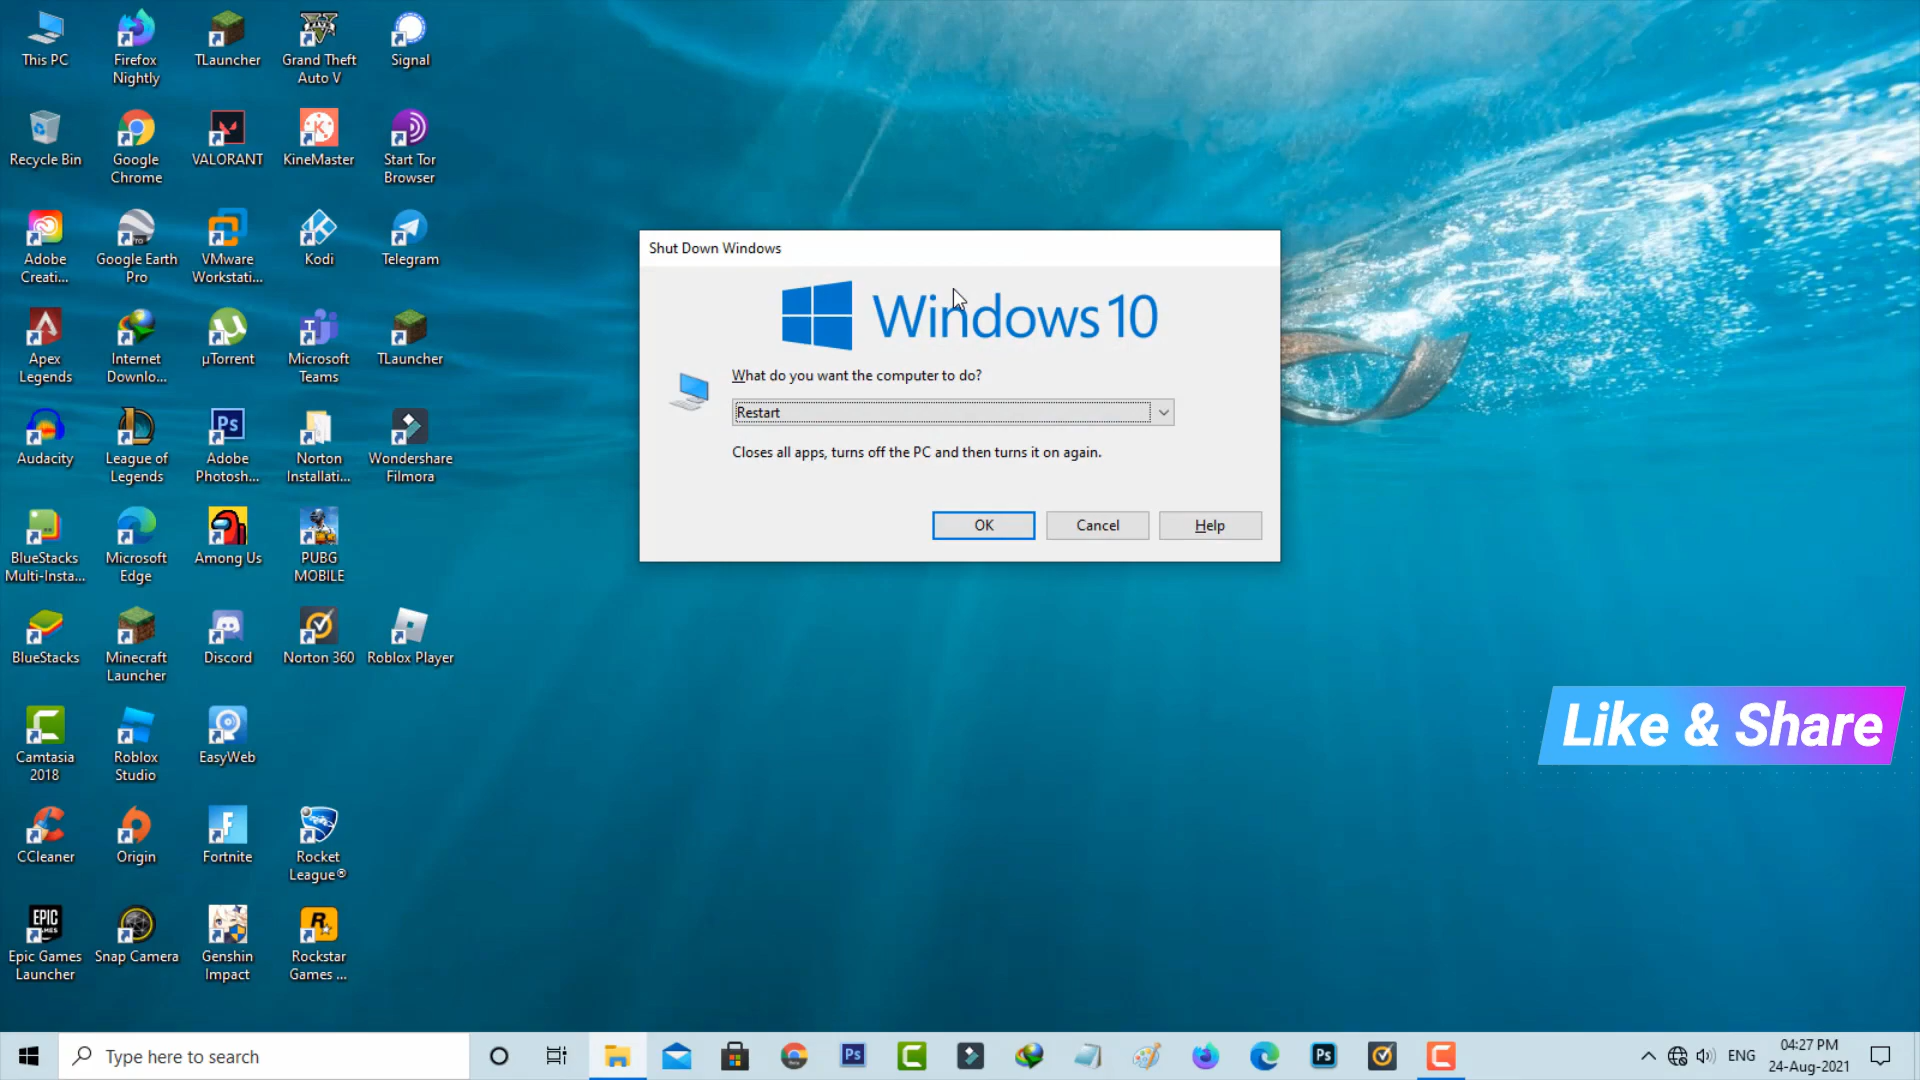 This PC
Firefox
Nightly
TLauncher
Grand Theft
Auto V
Signal
Recycle Bin
Google
Chrome
VALORANT
KineMaster
Start Tor
Browser
Adobe
Creati...
Google Earth
Pro
VMware
Workstati...
Kodi
Telegram
Apex
Legends
Internet
Downlo...
µTorrent
Microsoft
Teams
TLauncher
Audacity
League of
Legends
Adobe
Photosh...
Norton
Installati...
Wondershare
Filmora
BlueStacks
Multi-Insta...
Microsoft
Edge
Among Us
PUBG
MOBILE
BlueStacks
Minecraft
Launcher
Discord
Norton 360
Roblox Player
Camtasia
2018
Roblox
Studio
EasyWeb
CCleaner
Origin
Fortnite
Rocket
League®
Epic Games
Launcher
Snap Camera
Genshin
Impact
Rockstar
Games ...
Shut Down Windows
Windows 10
What do you want the computer to do?
Restart
Closes all apps, turns off the PC and then turns it on again.
OK
Cancel
Help
Like & Share
Type here to search
ENG
04:27 PM
24-Aug-2021